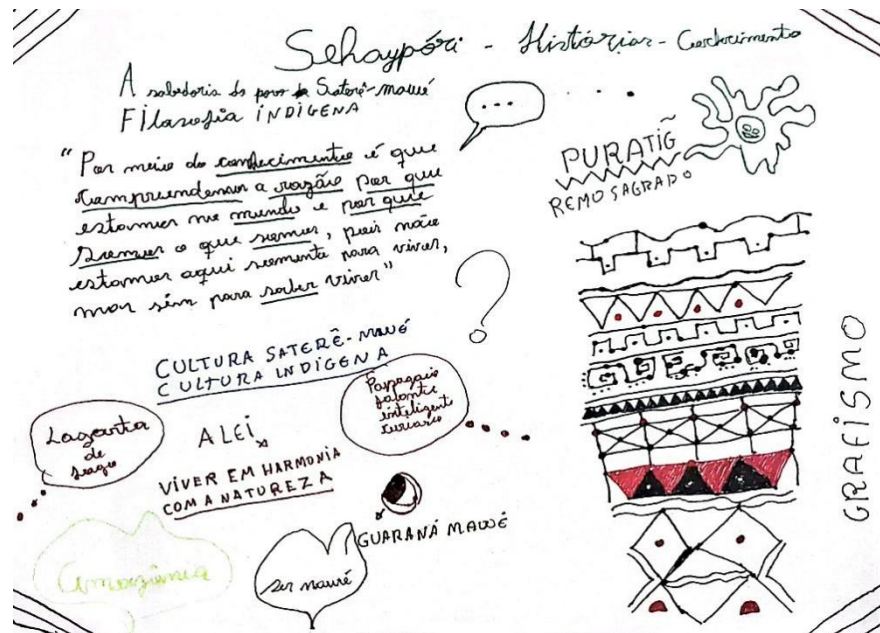 Sehaypóri - Histórias - Conhecimento
A sabedoria do povo Sateré-Mawé
FILosofia INDÍGENA
...
"Por meio do conhecimento é que
compreendemos a razão por que
estamos no mundo e por que
somos o que somos, pois não
estamos aqui somente para viver,
mas sim para saber viver"
PURATIG̃
REMO SAGRADO
?
CULTURA SATERÊ-MAWÉ
CULTURA INDÍGENA
Papagaio
falante
inteligente
curioso
Lagarta
de
fogo
A LEI
VIVER EM HARMONIA
COM A NATUREZA
GUARANÁ MAWÉ
Amazônia
Ser mawé
GRAFISMO